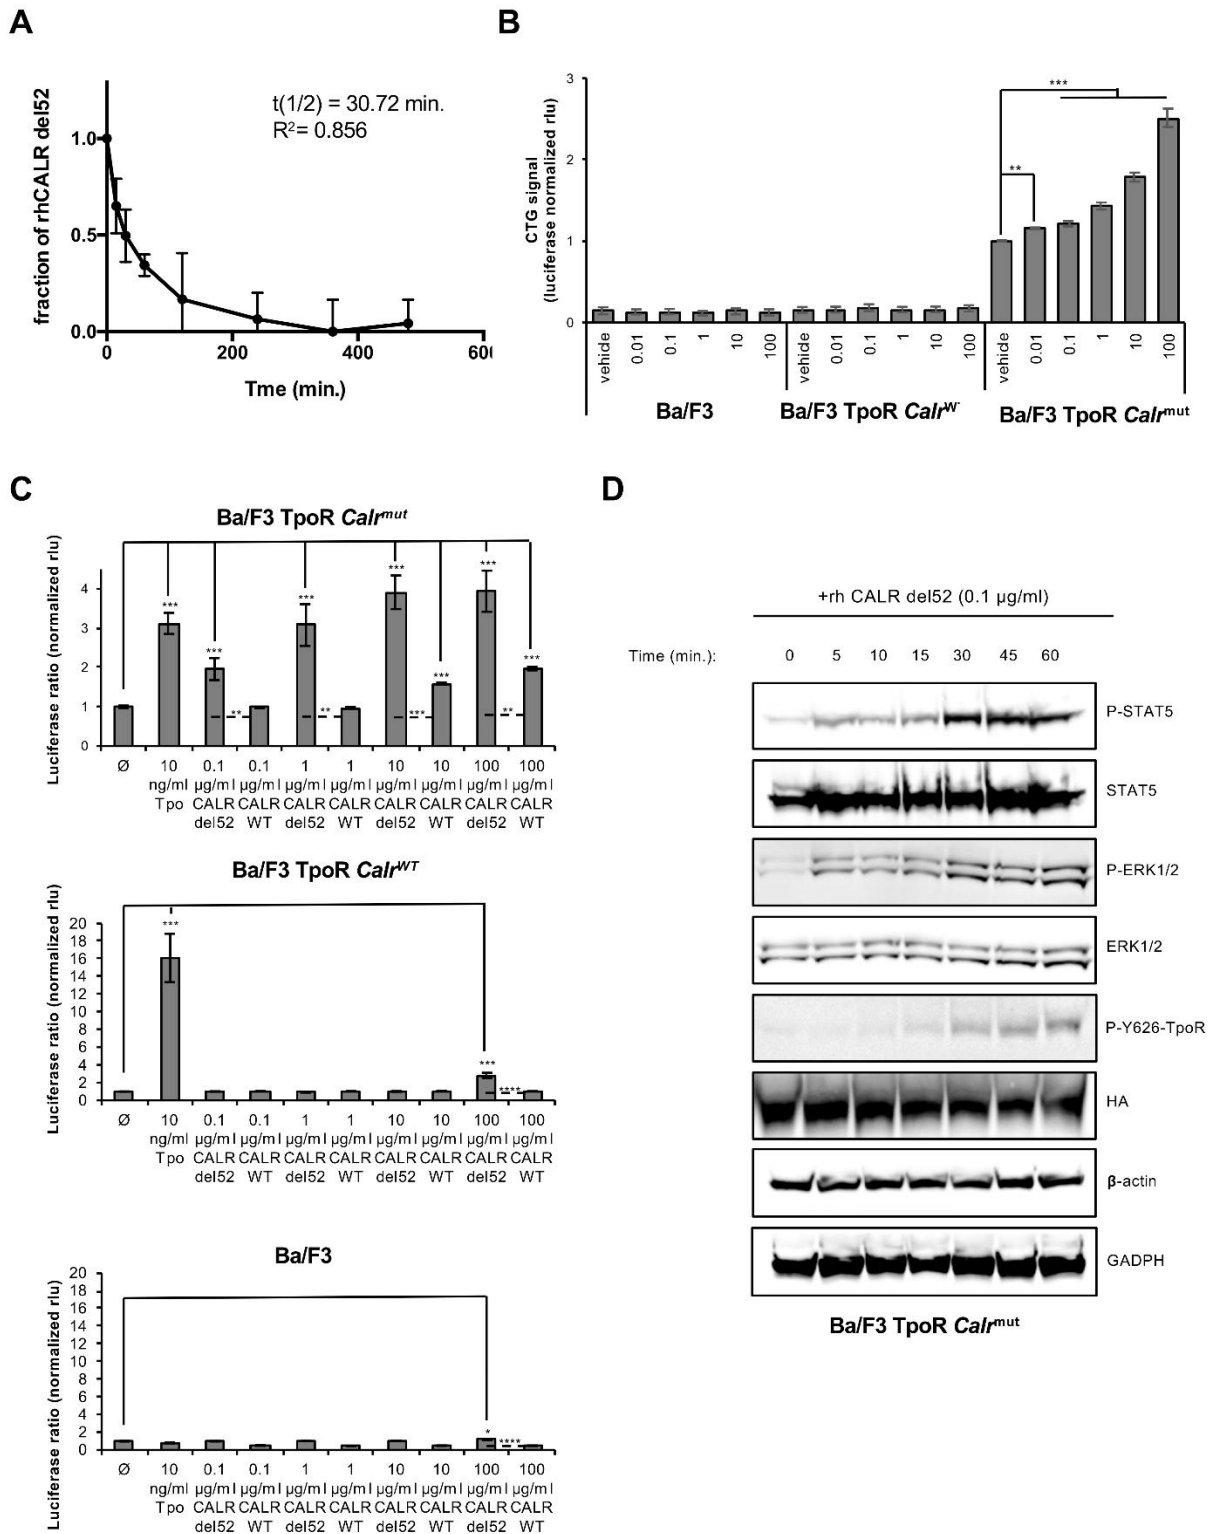 A
fraction of rhCALR del52
t(1/2) = 30.72 min.
R²= 0.856
1.0
0.5
0.0
0
200
400
60
Tme (min.)
B
CTG signal
(luciferase normalized rlu)
3
2
1
0
***
**
vehide 0.01 0.1 1 10 100 vehide 0.01 0.1 1 10 100 vehide 0.01 0.1 1 10 100
Ba/F3 Ba/F3 TpoR Calr^W Ba/F3 TpoR Calr^mut
C
Ba/F3 TpoR Calr^mut
Luciferase ratio (normalized rlu)
4
3
2
1
0
*** *** *** *** *** *** ***
** ** *** **
Ø 10 0.1 0.1 1 1 10 10 100 100
ng/ml µg/ml µg/ml µg/ml µg/ml µg/ml µg/ml µg/ml µg/ml
Tpo CALR CALR CALR CALR CALR CALR CALR CALR
del52 WT del52 WT del52 WT del52 WT
Ba/F3 TpoR Calr^WT
Luciferase ratio (normalized rlu)
20
18
16
14
12
10
8
6
4
2
0
*** *** ****
Ø 10 0.1 0.1 1 1 10 10 100 100
ng/ml µg/ml µg/ml µg/ml µg/ml µg/ml µg/ml µg/ml µg/ml
Tpo CALR CALR CALR CALR CALR CALR CALR CALR
del52 WT del52 WT del52 WT del52 WT
Ba/F3
Luciferase ratio (normalized rlu)
20
18
16
14
12
10
8
6
4
2
0
* ****
Ø 10 0.1 0.1 1 1 10 10 100 100
ng/ml µg/ml µg/ml µg/ml µg/ml µg/ml µg/ml µg/ml µg/ml
Tpo CALR CALR CALR CALR CALR CALR CALR CALR
del52 WT del52 WT del52 WT del52 WT
D
+rh CALR del52 (0.1 µg/ml)
Time (min.): 0 5 10 15 30 45 60
P-STAT5
STAT5
P-ERK1/2
ERK1/2
P-Y626-TpoR
HA
β-actin
GADPH
Ba/F3 TpoR Calr^mut